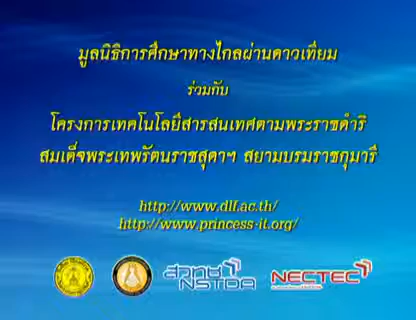 มูลนิธิการศึกษาทางไกลผ่านดาวเทียม
ร่วมกับ
โครงการเทคโนโลยีสารสนเทศตามพระราชดำริ
สมเด็จพระเทพรัตนราชสุดาฯ สยามบรมราชกุมารี
http://www.dlf.ac.th/
http://www.princess-it.org/
สวทช
NSTDA
NECTEC